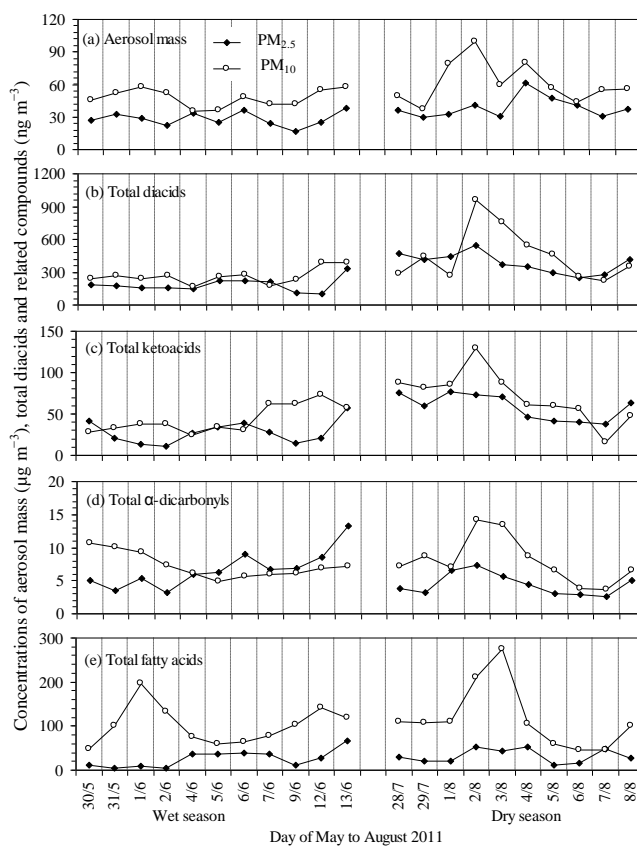 Concentrations of aerosol mass (μg m⁻³), total diacids and related compounds (ng m⁻³)
120
(a) Aerosol mass
PM2.5
PM10
90
60
30
0
1200
(b) Total diacids
900
600
300
0
150
(c) Total ketoacids
100
50
0
20
(d) Total α-dicarbonyls
15
10
5
0
300
(e) Total fatty acids
200
100
0
30/5 31/5 1/6 2/6 4/6 5/6 6/6 7/6 9/6 12/6 13/6 28/7 29/7 1/8 2/8 3/8 4/8 5/8 6/8 7/8 8/8
Wet season Dry season
Day of May to August 2011